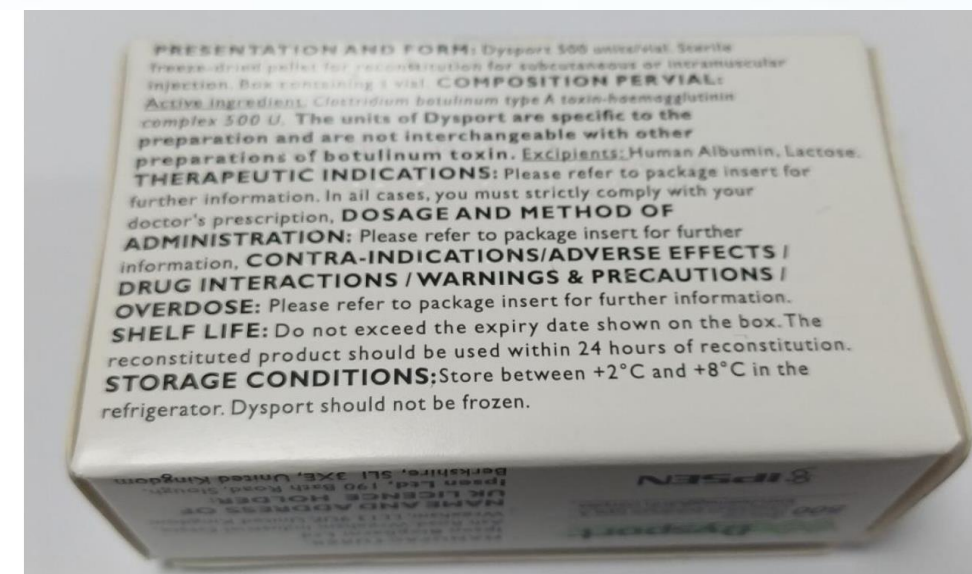 PRESENTATION AND FORM: Dysport 500 units/vial. Sterile
freeze-dried pellet for reconstitution for subcutaneous or intramuscular
injection. Box containing 1 vial. COMPOSITION PER VIAL:
Active ingredient. Clostridium botulinum type A toxin-haemagglutinin
complex 500 U. The units of Dysport are specific to the
preparation and are not interchangeable with other
preparations of botulinum toxin. Excipients: Human Albumin, Lactose.
THERAPEUTIC INDICATIONS: Please refer to package insert for
further information. In ail cases, you must strictly comply with your
doctor's prescription, DOSAGE AND METHOD OF
ADMINISTRATION: Please refer to package insert for further
information, CONTRA-INDICATIONS/ADVERSE EFFECTS /
DRUG INTERACTIONS / WARNINGS & PRECAUTIONS /
OVERDOSE: Please refer to package insert for further information.
SHELF LIFE: Do not exceed the expiry date shown on the box. The
reconstituted product should be used within 24 hours of reconstitution.
STORAGE CONDITIONS: Store between +2°C and +8°C in the
refrigerator. Dysport should not be frozen.
Dysport
500
IPSEN
MANUFACTURER
NAME AND ADDRESS OF
UK LICENCE HOLDER:
Ipsen Ltd. 190 Bath Road, Slough,
Berkshire, SL1 3XE, United Kingdom